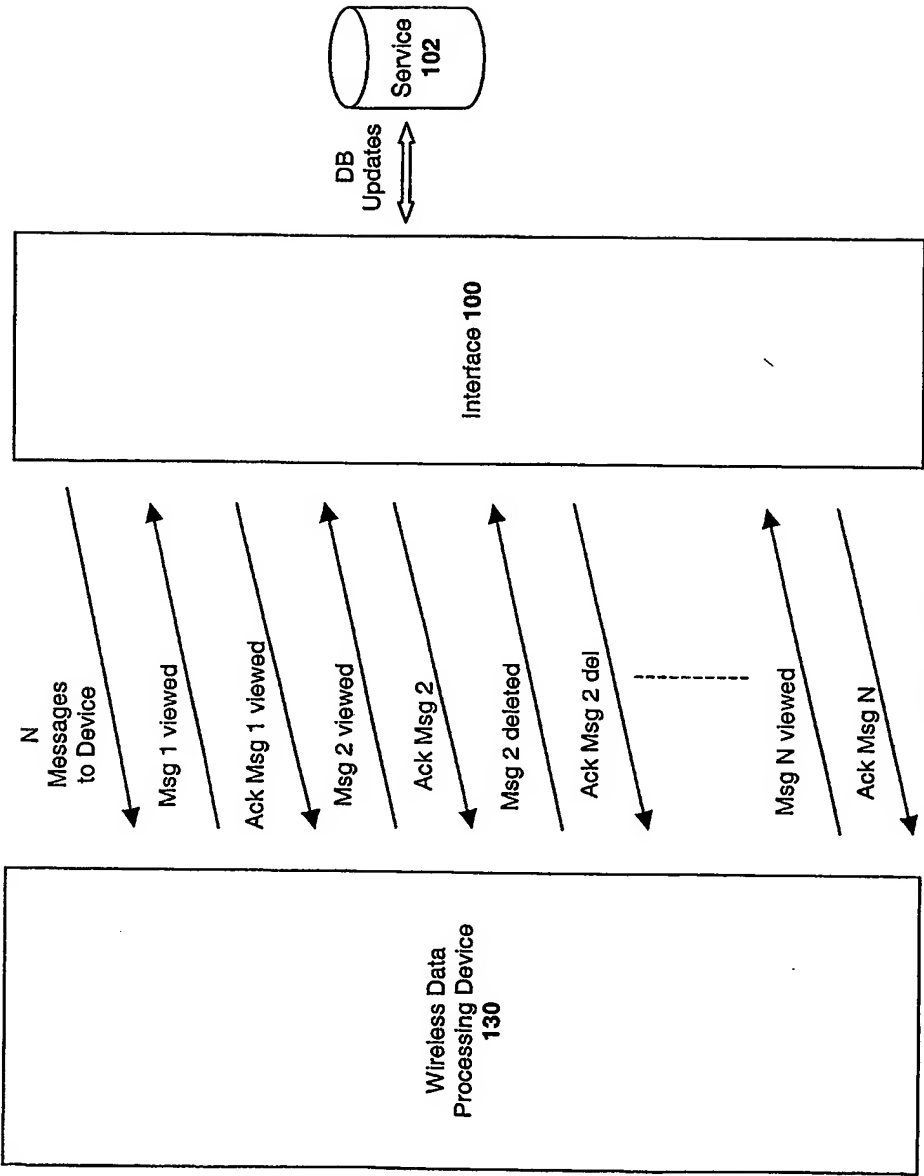 N
Messages
to Device
Msg 1 viewed
Ack Msg 1 viewed
Msg 2 viewed
Ack Msg 2
Msg 2 deleted
Ack Msg 2 del
Msg N viewed
Ack Msg N
Wireless Data
Processing Device
130
Interface 100
DB
Updates
Service
102